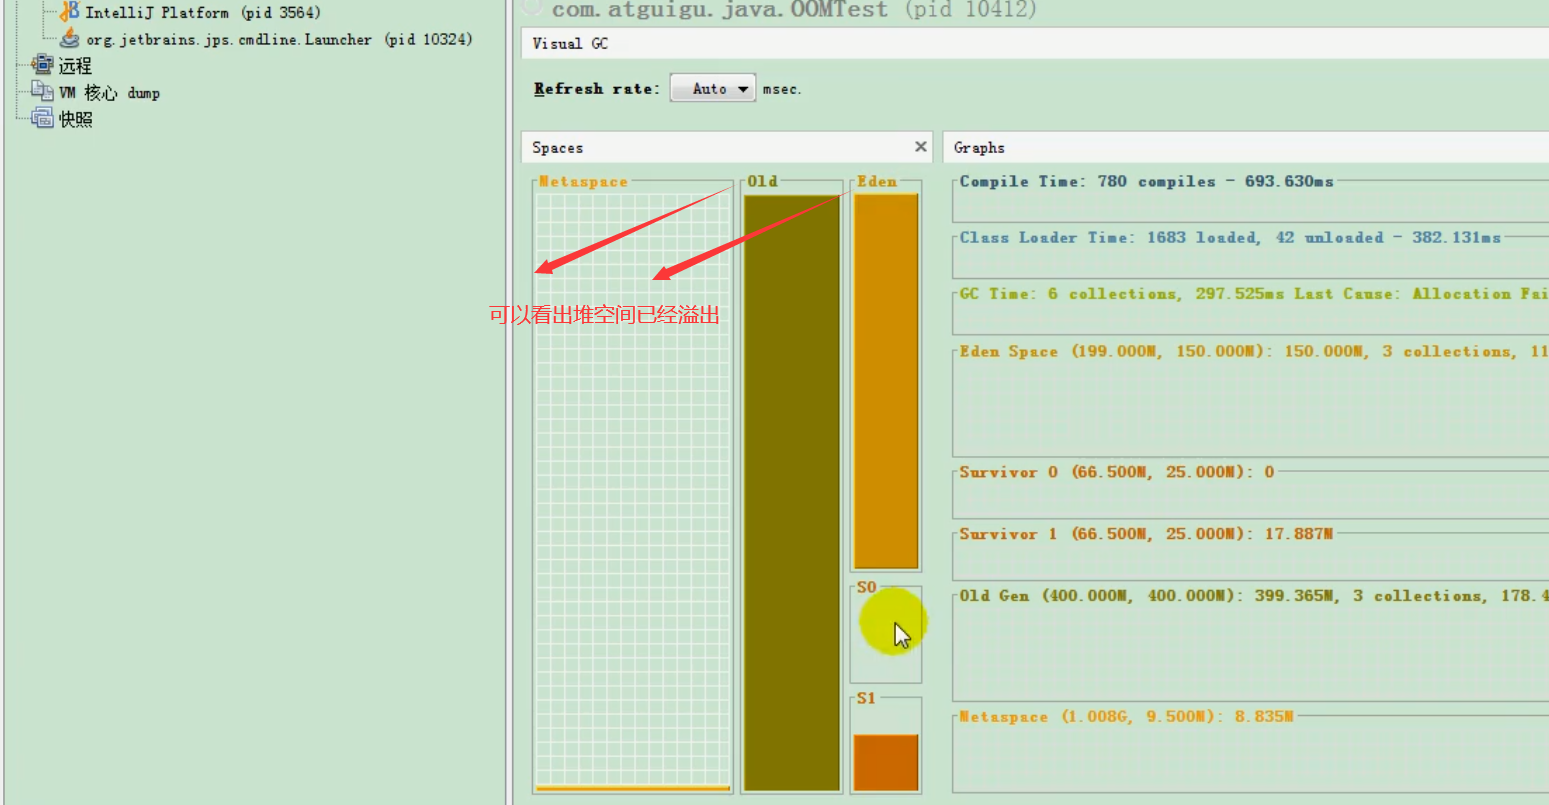 IntelliJ Platform (pid 3564)
org.jetbrains.jps.cmdline.Launcher (pid 10324)
远程
VM 核心 dump
快照
com.atguigu.java.OOMTest (pid 10412)
Visual GC
Refresh rate: Auto msec.
Spaces
Metaspace
Old
Eden
可以看出堆空间已经溢出
S0
S1
Graphs
Compile Time: 780 compiles - 693.630ms
Class Loader Time: 1683 loaded, 42 unloaded - 382.131ms
GC Time: 6 collections, 297.525ms Last Cause: Allocation Fai
Eden Space (199.000M, 150.000M): 150.000M, 3 collections, 11
Survivor 0 (66.500M, 25.000M): 0
Survivor 1 (66.500M, 25.000M): 17.887M
Old Gen (400.000M, 400.000M): 399.365M, 3 collections, 178.4
Metaspace (1.008G, 9.500M): 8.835M